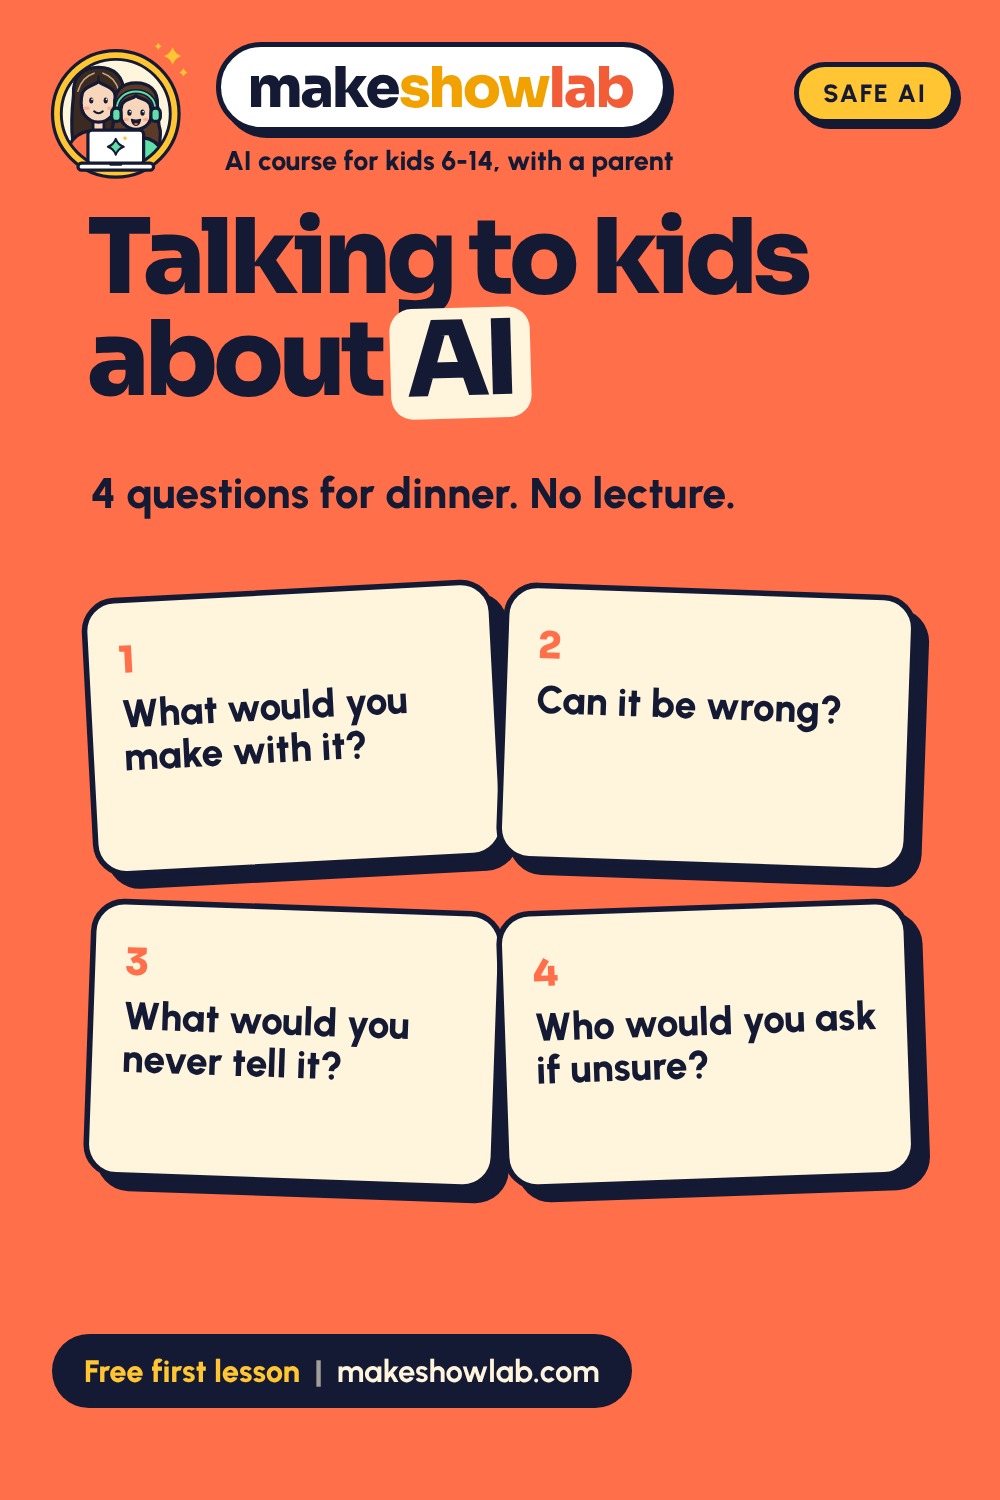 makeshowlab
SAFE AI
AI course for kids 6-14, with a parent
Talking to kids
about AI
4 questions for dinner. No lecture.
1
What would you
make with it?
2
Can it be wrong?
3
What would you
never tell it?
4
Who would you ask
if unsure?
Free first lesson | makeshowlab.com